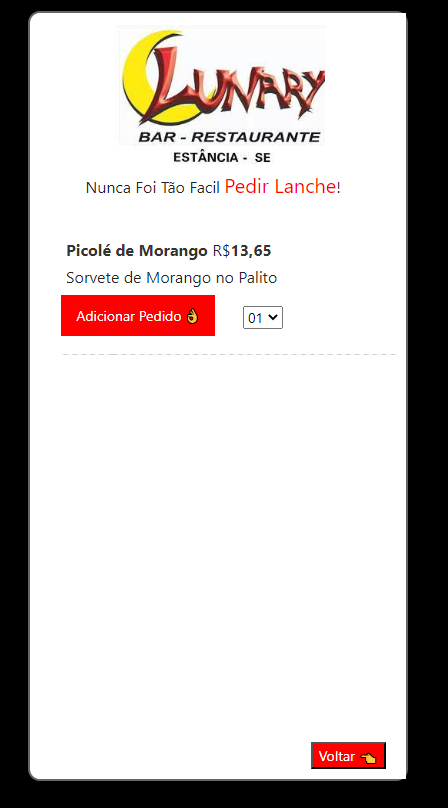 LUNARY
BAR - RESTAURANTE
ESTÂNCIA - SE
Nunca Foi Tão Facil Pedir Lanche!
Picolé de Morango R$13,65
Sorvete de Morango no Palito
Adicionar Pedido 👌
01
Voltar 👈